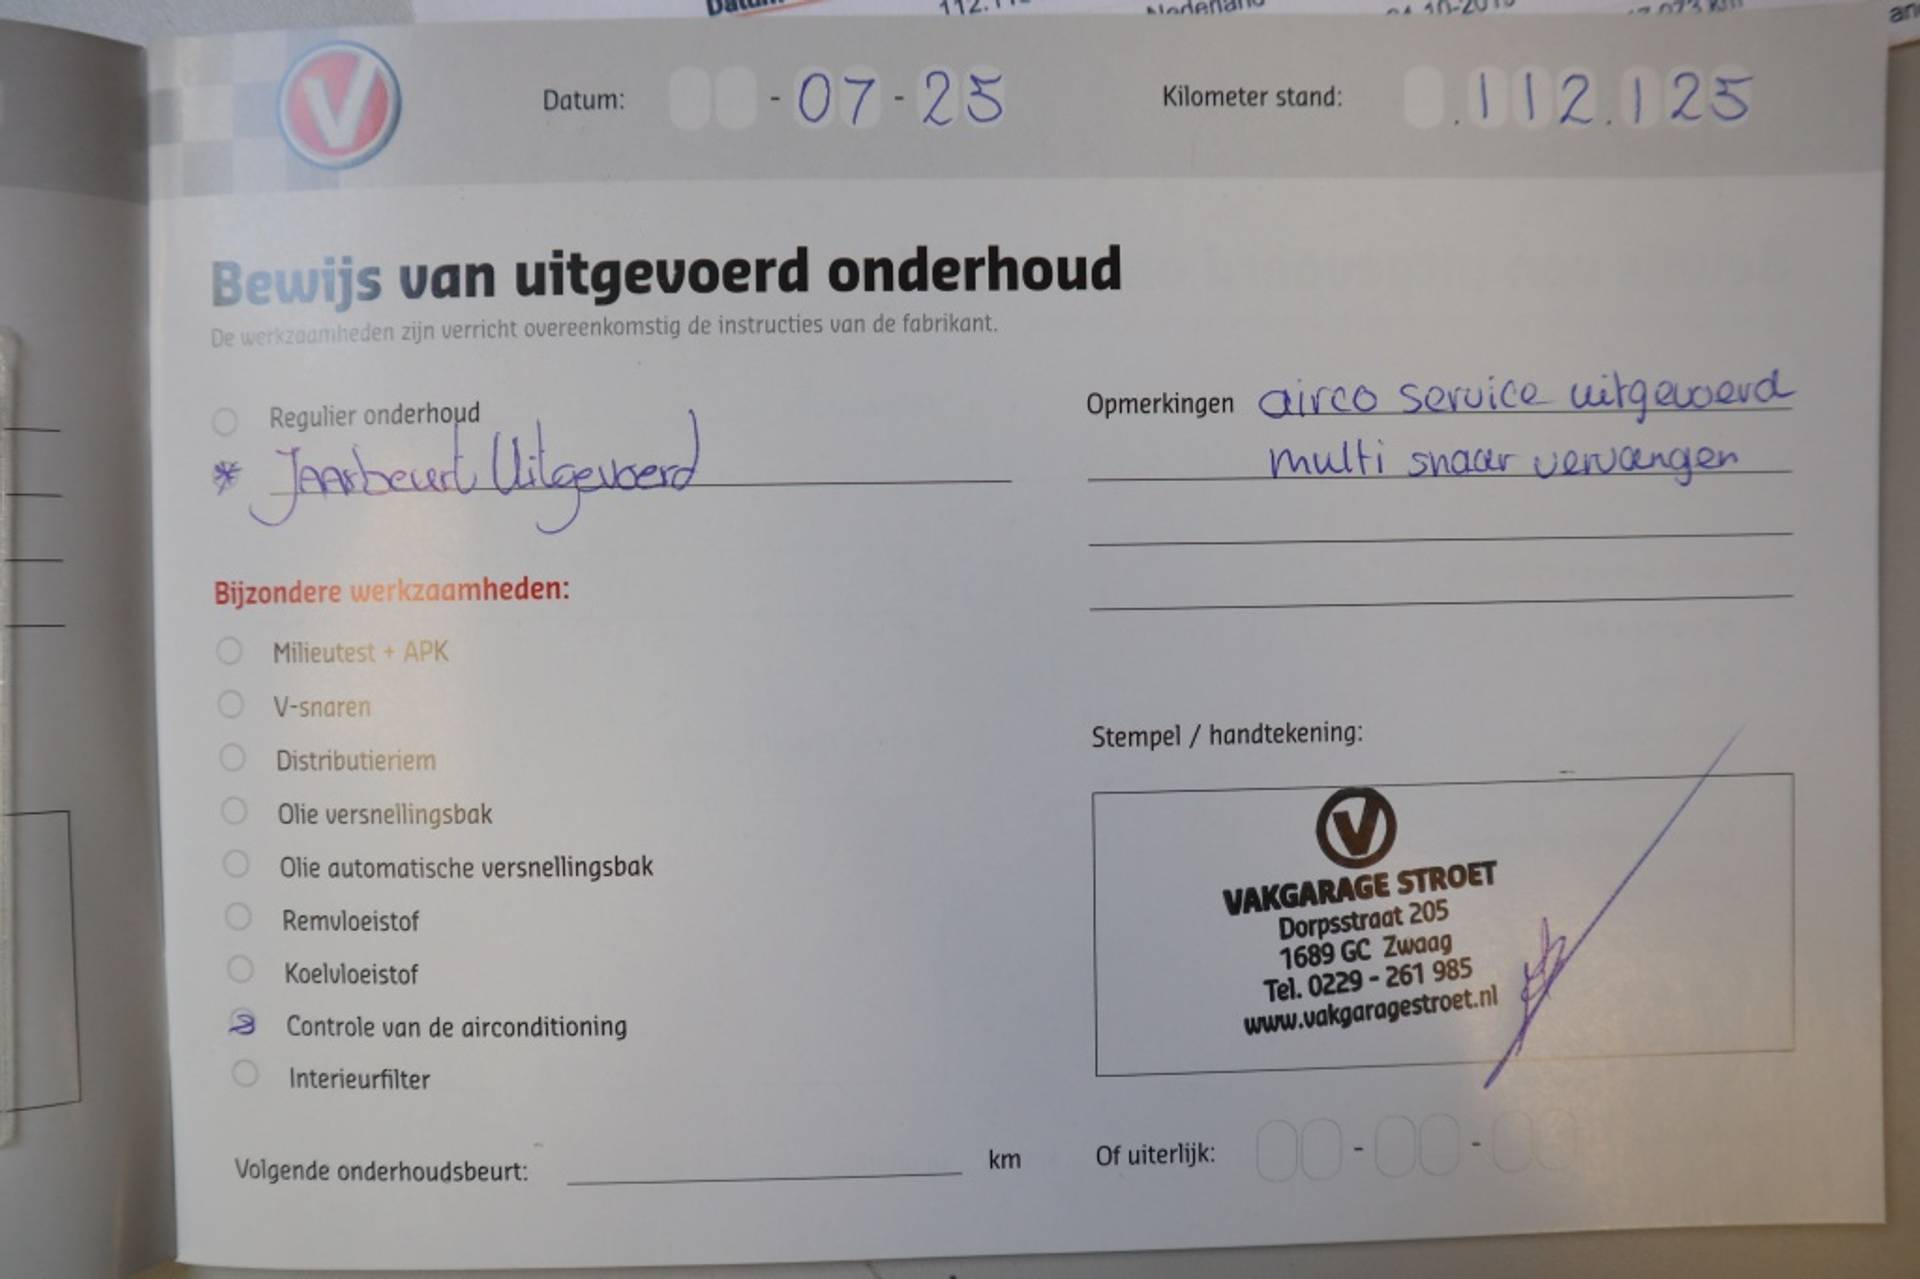 112.1
Nederland
Datum: - 07 - 25
Kilometer stand: . 112.125
Bewijs van uitgevoerd onderhoud
De werkzaamheden zijn verricht overeenkomstig de instructies van de fabrikant.
Regulier onderhoud
* Jaarbeurt Uitgevoerd
Opmerkingen airco service uitgevoerd
multi snaar vervangen
Bijzondere werkzaamheden:
Milieutest + APK
V-snaren
Distributieriem
Olie versnellingsbak
Olie automatische versnellingsbak
Remvloeistof
Koelvloeistof
Controle van de airconditioning
Interieurfilter
Stempel / handtekening:
V
VAKGARAGE STROET
Dorpsstraat 205
1689 GC Zwaag
Tel. 0229 - 261 985
www.vakgaragestroet.nl
Volgende onderhoudsbeurt: km
Of uiterlijk: - -